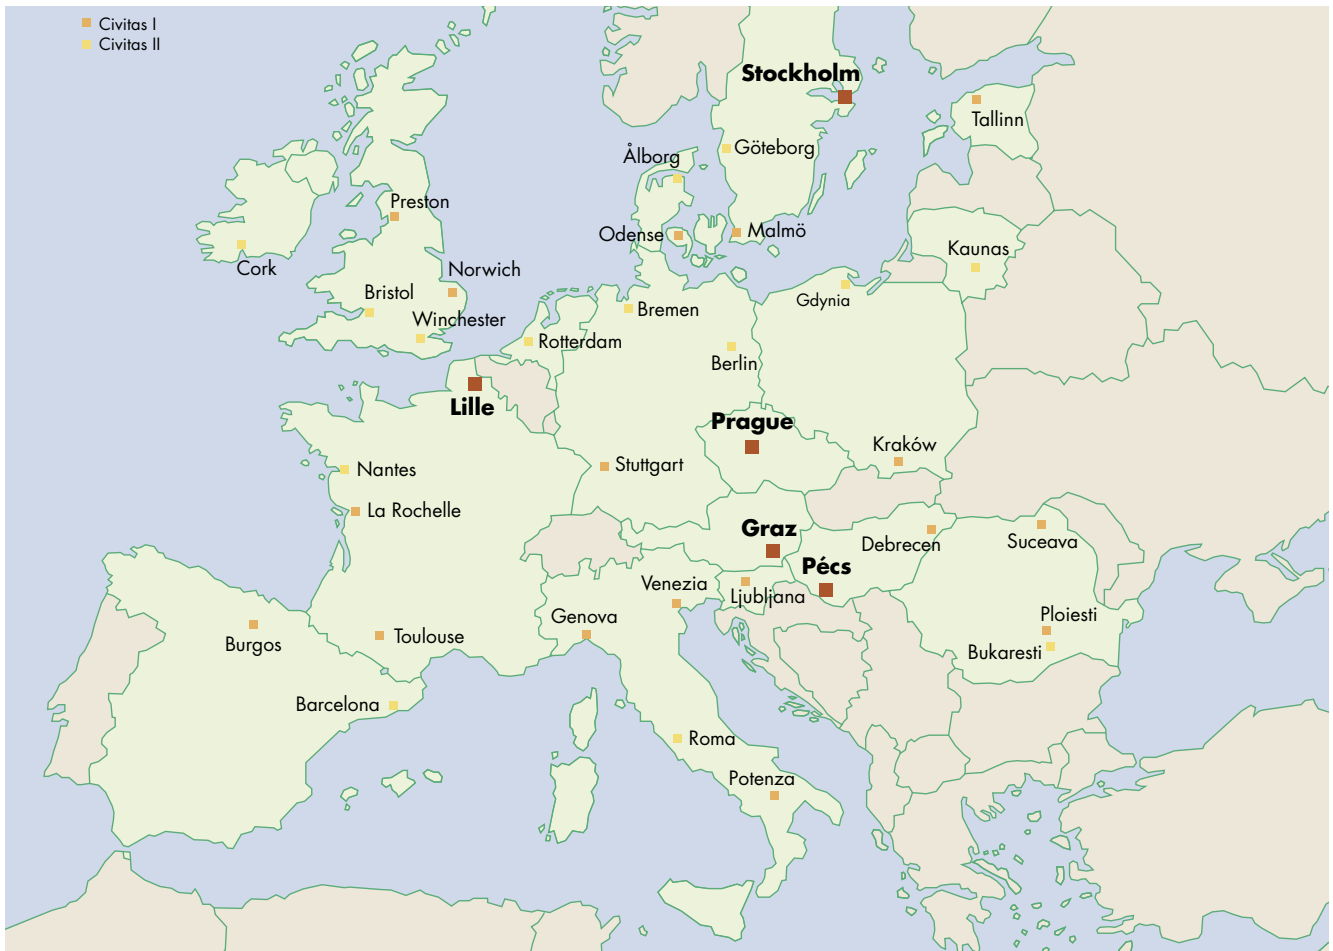 Civitas I
Civitas II
Stockholm
Tallinn
Göteborg
Ålborg
Preston
Odense
Malmö
Kaunas
Cork
Norwich
Bristol
Gdynia
Bremen
Winchester
Rotterdam
Berlin
Lille
Prague
Kraków
Nantes
Stuttgart
La Rochelle
Graz
Debrecen
Suceava
Pécs
Venezia
Ljubljana
Genova
Ploiesti
Burgos
Toulouse
Bukaresti
Barcelona
Roma
Potenza